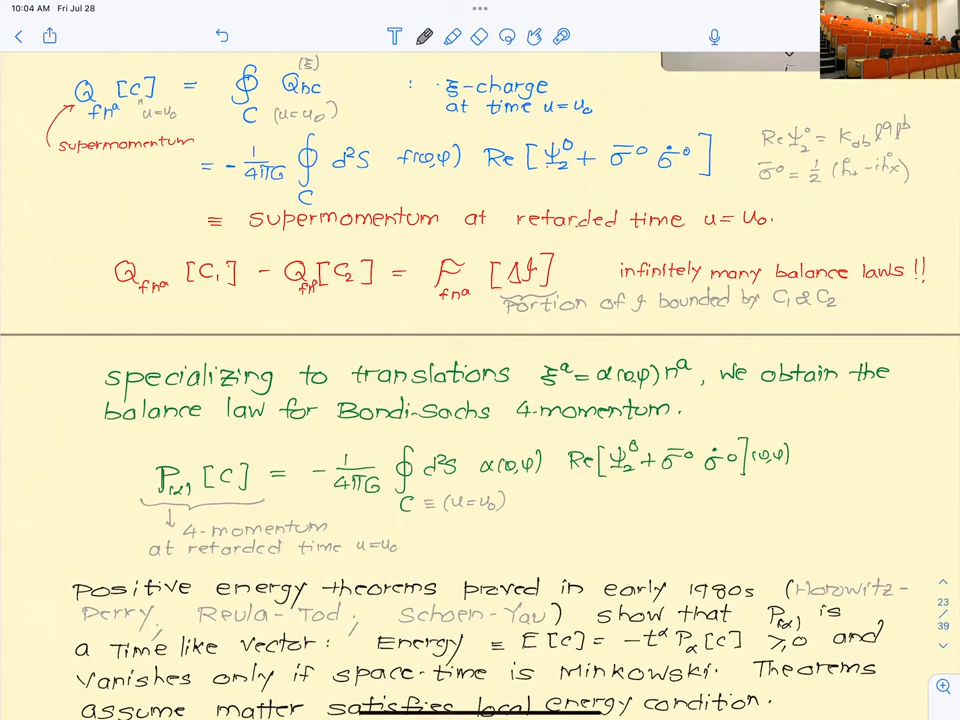 10:04 AM Fri Jul 28
(ξ)
Q_{fn^a} [C] = ∮_C Q_{bc} : ξ-charge
"u=u₀ (u=u₀) at time u=u₀
supermomentum
Re Ψ₂⁰ = K_{ab} l^a l^b
= -1/4πG ∮_C d²S f(θ,φ) Re [Ψ₂⁰ + σ̄⁰ σ̇⁰]
σ̄⁰ = 1/2 (h̊₊ - i h̊ₓ)
≡ supermomentum at retarded time u=u₀.
Q_{fn^a} [C₁] - Q_{fn^a} [C₂] = F_{fn^a} [Δℐ] infinitely many balance laws !!
portion of ℐ bounded by C₁ & C₂
specializing to translations ξ^a = α(θ,φ) n^a, we obtain the
balance law for Bondi-Sachs 4-momentum.
P_{(α)} [C] = -1/4πG ∮_C d²S α(θ,φ) Re[Ψ₂⁰ + σ̄⁰ σ̇⁰](θ,φ)
C ≡ (u=u₀)
↓ 4-momentum
at retarded time u=u₀
Positive energy theorems proved in early 1980s (Horowitz-
Perry, Reula-Tod, Schoen-Yau) show that P_{(α)} is
a Time like vector: Energy ≡ E[C] = -t^α P_α [C] ≥0 and
vanishes only if space-time is Minkowski. Theorems
assume matter satisfies local energy condition.
23
/
39